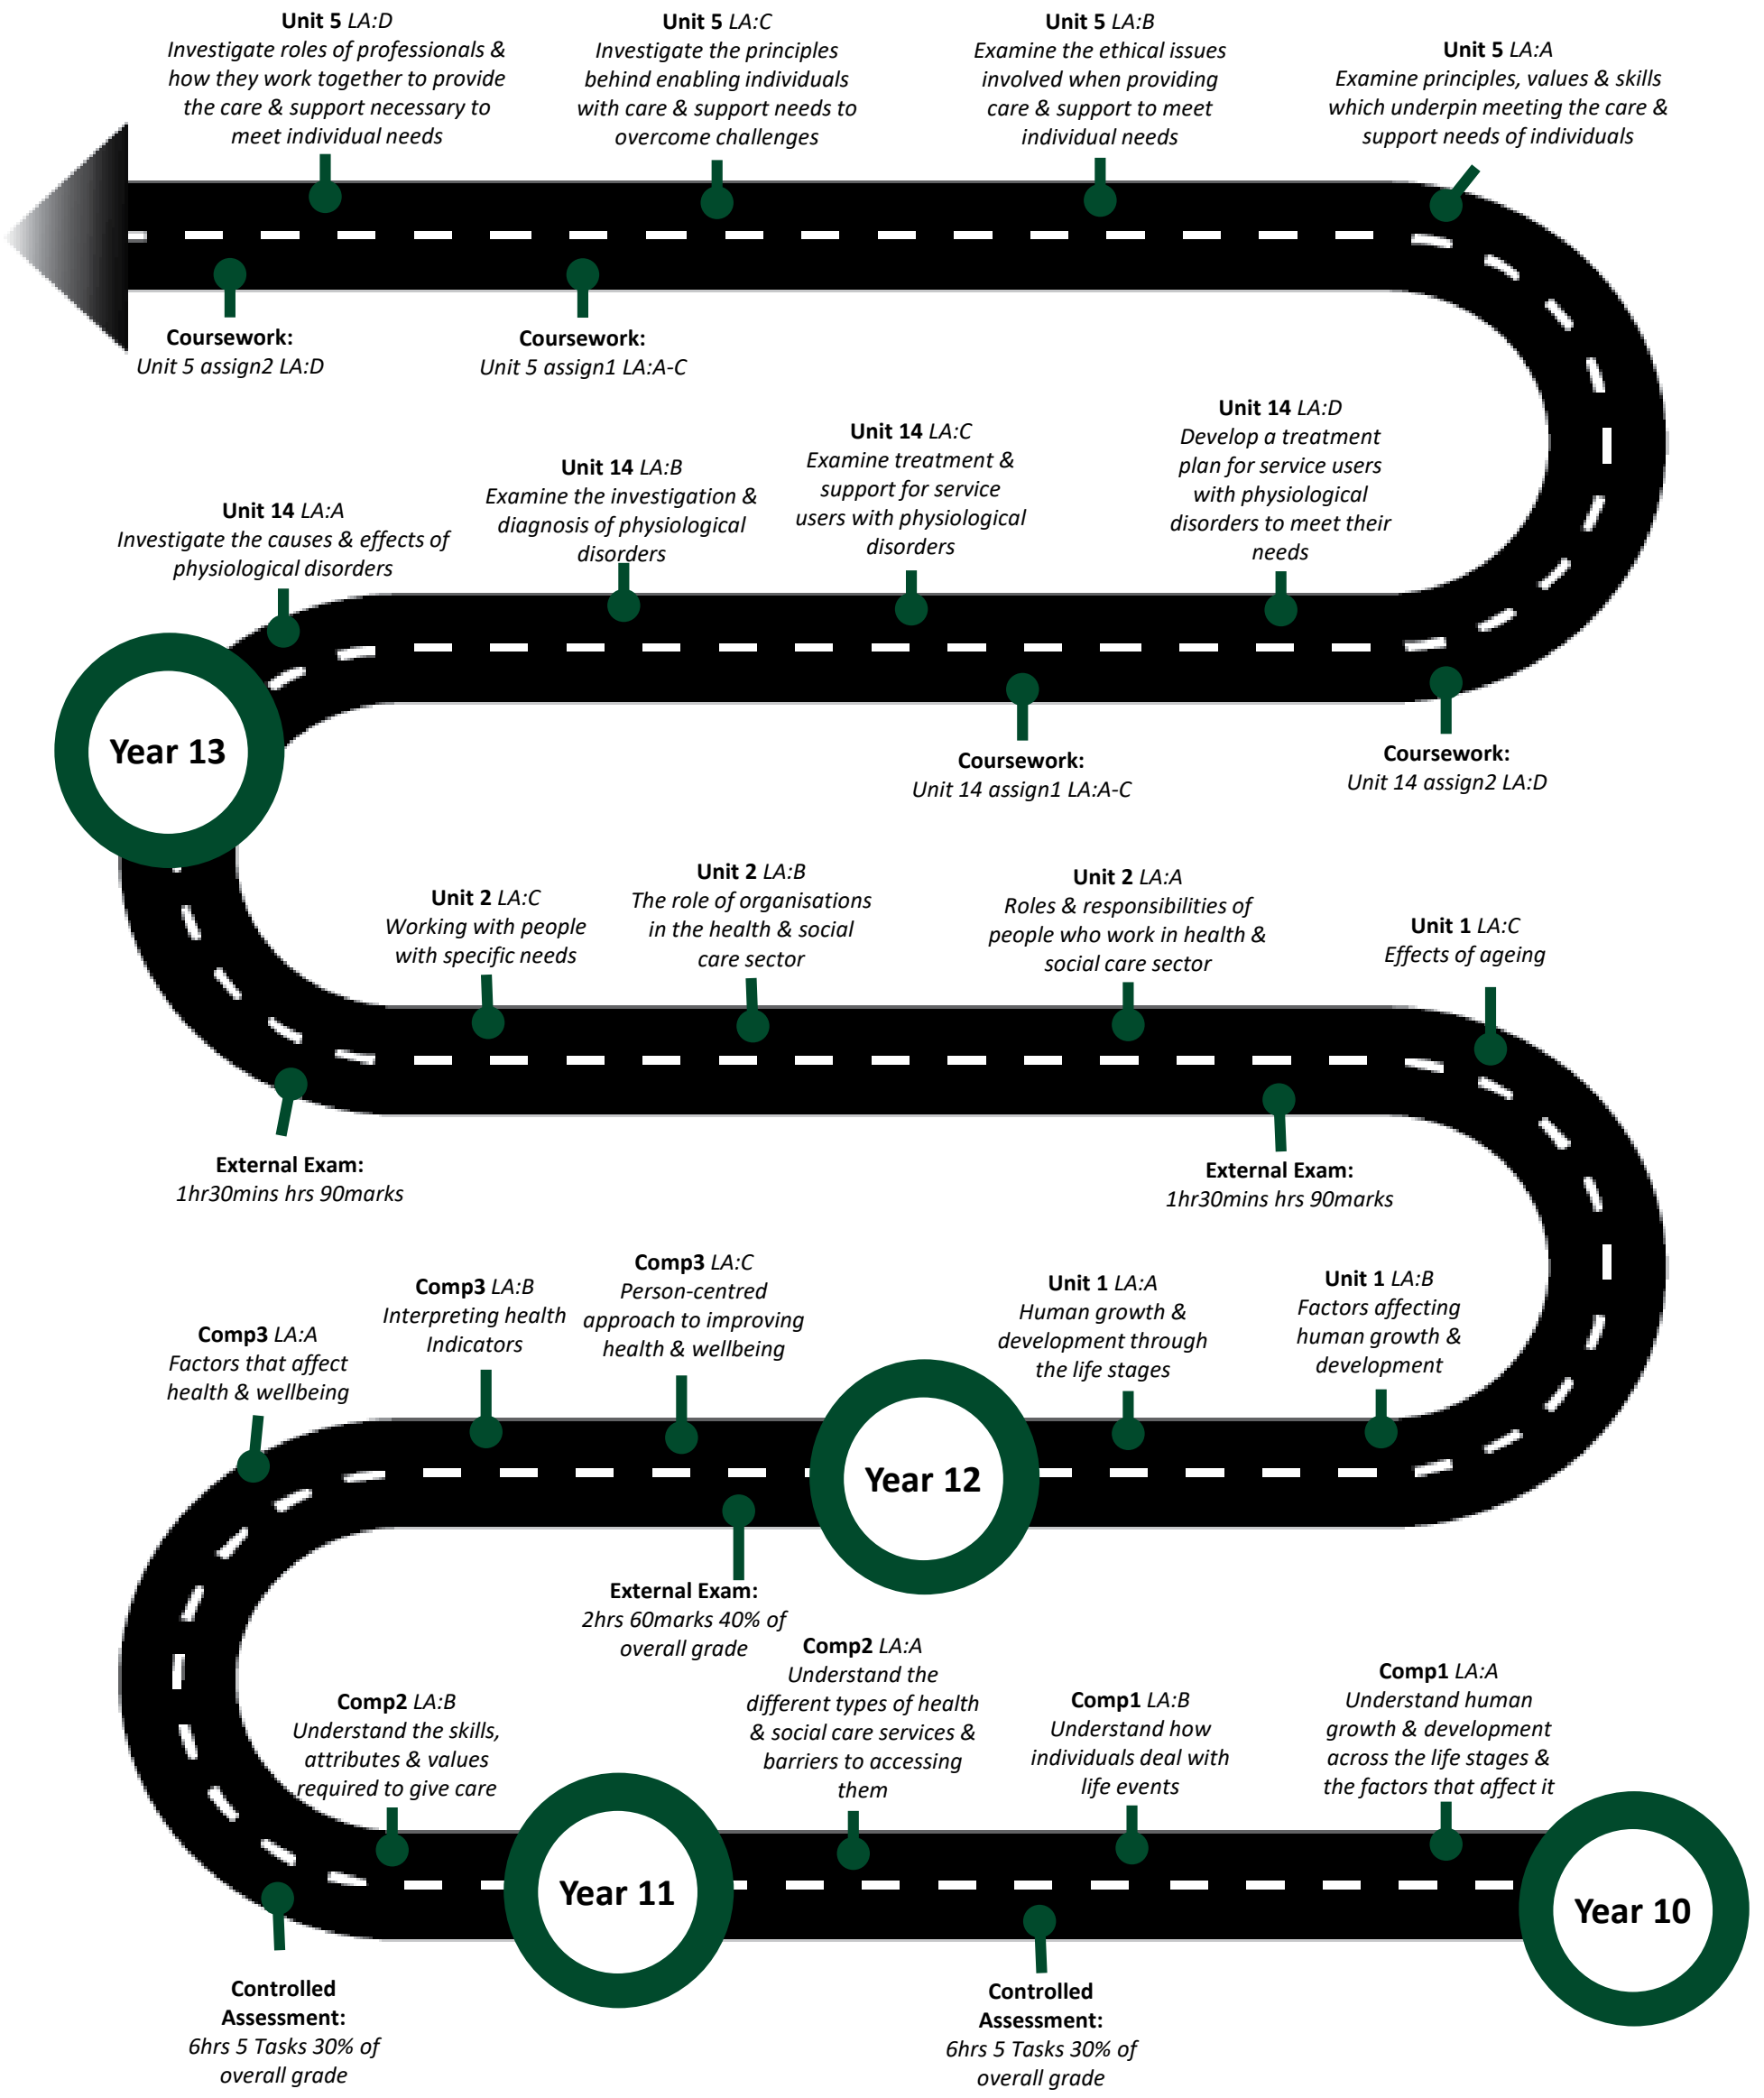 Unit 5 LA:D
Investigate roles of professionals &
how they work together to provide
the care & support necessary to
meet individual needs
Unit 5 LA:C
Investigate the principles
behind enabling individuals
with care & support needs to
overcome challenges
Unit 5 LA:B
Examine the ethical issues
involved when providing
care & support to meet
individual needs
Unit 5 LA:A
Examine principles, values & skills
which underpin meeting the care &
support needs of individuals
Coursework:
Unit 5 assign2 LA:D
Coursework:
Unit 5 assign1 LA:A-C
Unit 14 LA:A
Investigate the causes & effects of
physiological disorders
Unit 14 LA:B
Examine the investigation &
diagnosis of physiological
disorders
Unit 14 LA:C
Examine treatment &
support for service
users with physiological
disorders
Unit 14 LA:D
Develop a treatment
plan for service users
with physiological
disorders to meet their
needs
Year 13
Coursework:
Unit 14 assign1 LA:A-C
Coursework:
Unit 14 assign2 LA:D
Unit 2 LA:C
Working with people
with specific needs
Unit 2 LA:B
The role of organisations
in the health & social
care sector
Unit 2 LA:A
Roles & responsibilities of
people who work in health &
social care sector
Unit 1 LA:C
Effects of ageing
External Exam:
1hr30mins hrs 90marks
External Exam:
1hr30mins hrs 90marks
Comp3 LA:A
Factors that affect
health & wellbeing
Comp3 LA:B
Interpreting health
Indicators
Comp3 LA:C
Person-centred
approach to improving
health & wellbeing
Unit 1 LA:A
Human growth &
development through
the life stages
Unit 1 LA:B
Factors affecting
human growth &
development
Year 12
External Exam:
2hrs 60marks 40% of
overall grade
Comp2 LA:B
Understand the skills,
attributes & values
required to give care
Comp2 LA:A
Understand the
different types of health
& social care services &
barriers to accessing
them
Comp1 LA:B
Understand how
individuals deal with
life events
Comp1 LA:A
Understand human
growth & development
across the life stages &
the factors that affect it
Year 11
Year 10
Controlled
Assessment:
6hrs 5 Tasks 30% of
overall grade
Controlled
Assessment:
6hrs 5 Tasks 30% of
overall grade